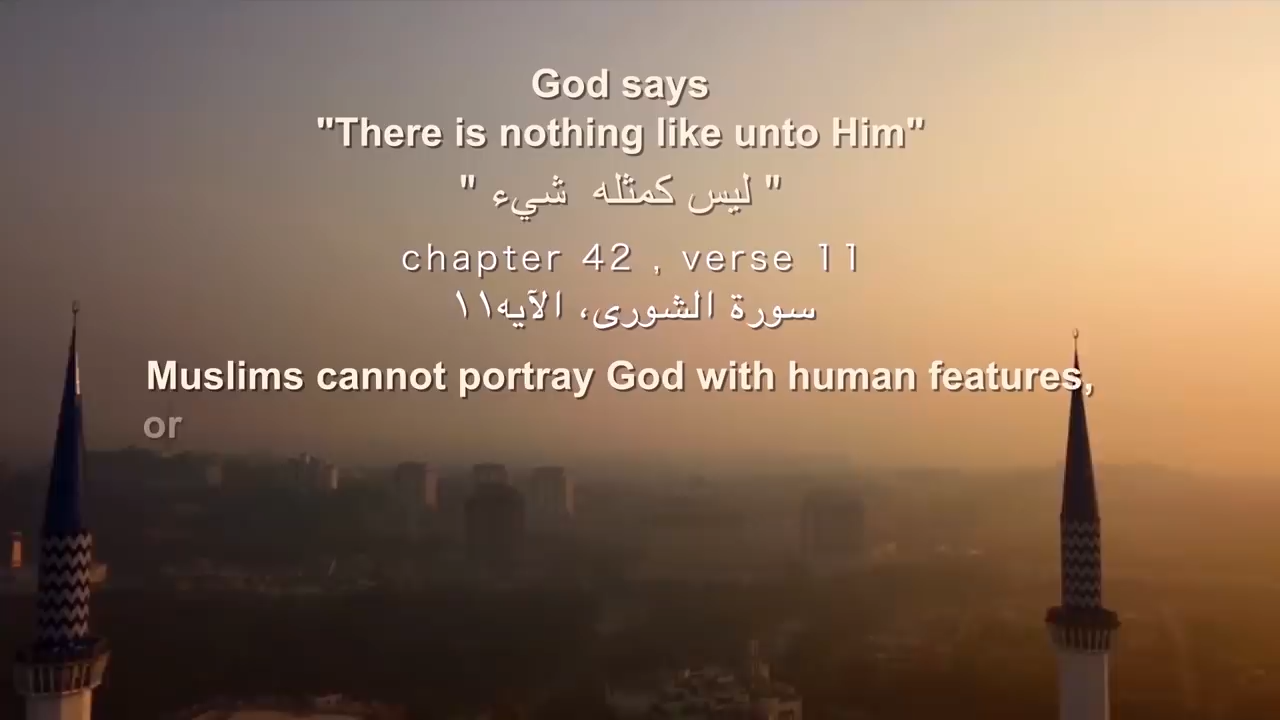 God says
"There is nothing like unto Him"
" ليس كمثله شيء "
chapter 42 , verse 11
سورة الشورى، الآيه١١
Muslims cannot portray God with human features,
or